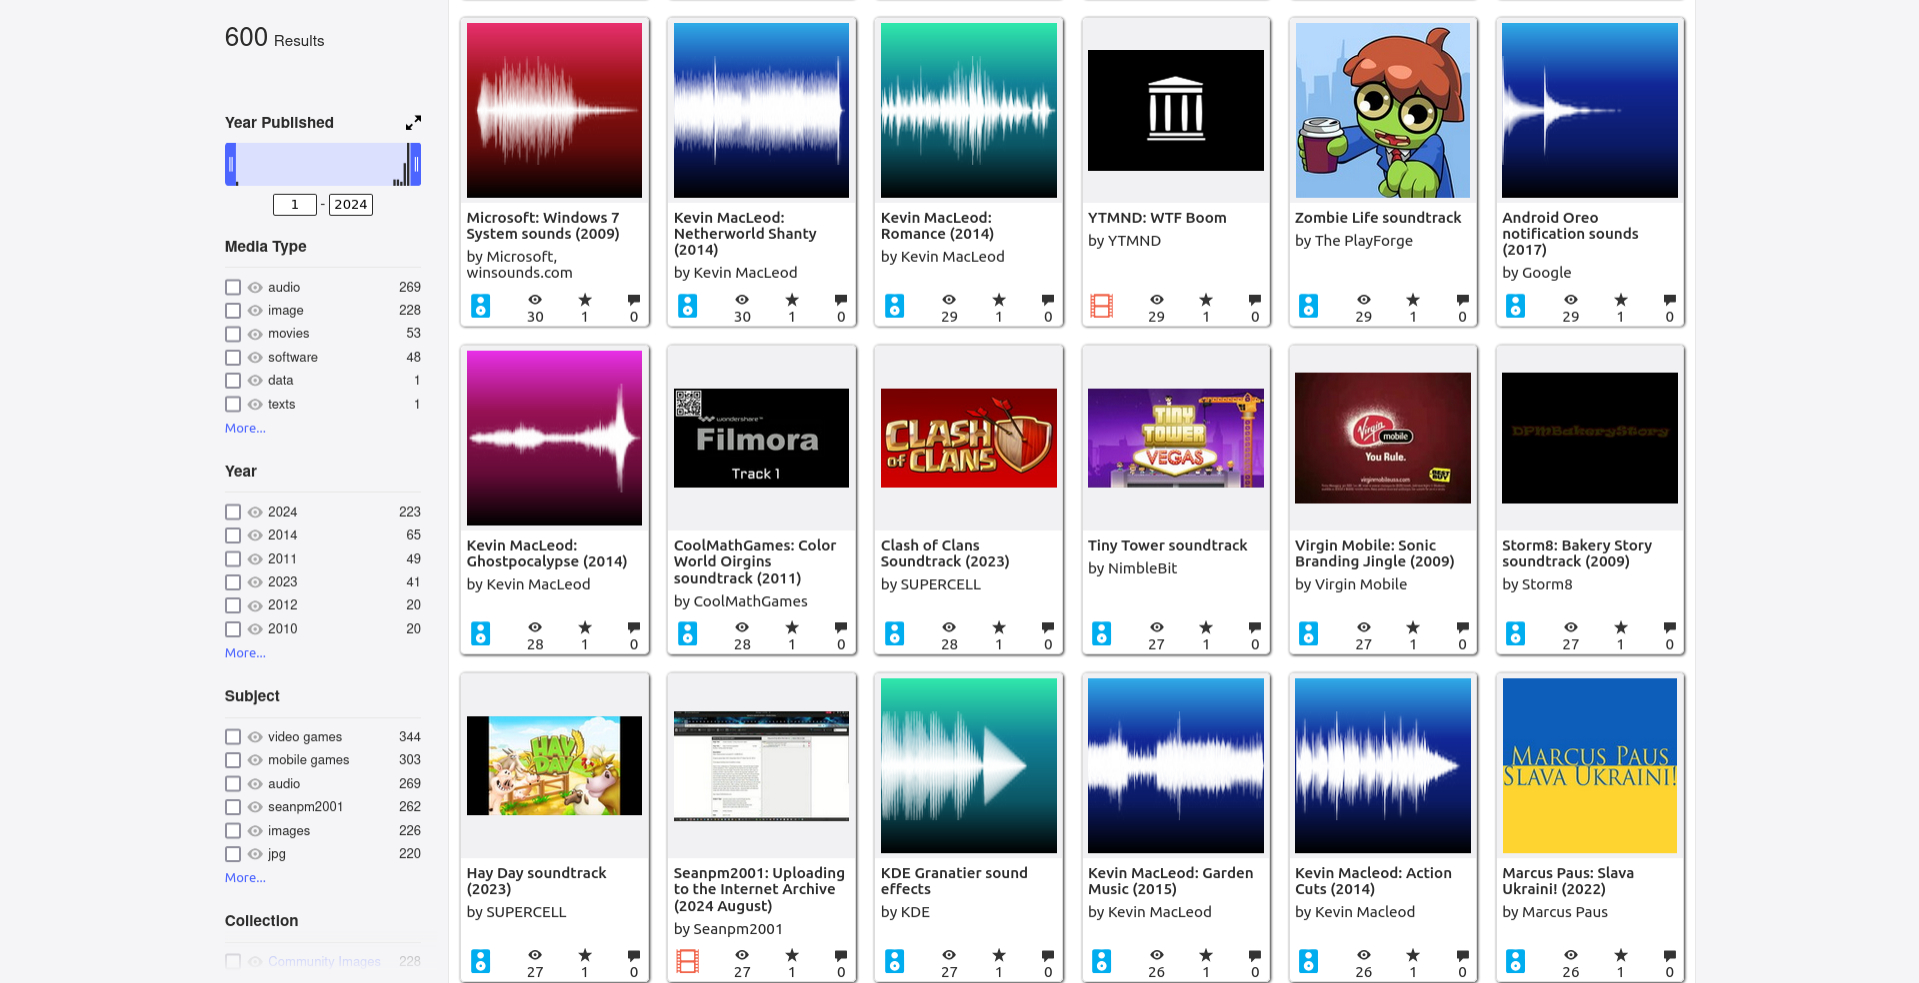 600 Results
Year Published
1 - 2024
Media Type
audio 269
image 228
movies 53
software 48
data 1
texts 1
More...
Year
2024 223
2014 65
2011 49
2023 41
2012 20
2010 20
More...
Subject
video games 344
mobile games 303
audio 269
seanpm2001 262
images 226
jpg 220
More...
Collection
Community Images 228
Microsoft: Windows 7
System sounds (2009)
by Microsoft,
winsounds.com
30 1 0
Kevin MacLeod:
Netherworld Shanty
(2014)
by Kevin MacLeod
30 1 0
Kevin MacLeod:
Romance (2014)
by Kevin MacLeod
29 1 0
YTMND: WTF Boom
by YTMND
29 1 0
Zombie Life soundtrack
by The PlayForge
29 1 0
Android Oreo
notification sounds
(2017)
by Google
29 1 0
Kevin MacLeod:
Ghostpocalypse (2014)
by Kevin MacLeod
28 1 0
wondershare™
Filmora
Track 1
CoolMathGames: Color
World Oirgins
soundtrack (2011)
by CoolMathGames
28 1 0
CLASH
OF CLANS
Clash of Clans
Soundtrack (2023)
by SUPERCELL
28 1 0
TINY
TOWER
VEGAS
Tiny Tower soundtrack
by NimbleBit
27 1 0
Virgin
mobile
You Rule.
virginmobileusa.com
BEST
BUY
Virgin Mobile: Sonic
Branding Jingle (2009)
by Virgin Mobile
27 1 0
DPMBakeryStory
Storm8: Bakery Story
soundtrack (2009)
by Storm8
27 1 0
HAY
DAY
Hay Day soundtrack
(2023)
by SUPERCELL
27 1 0
Seanpm2001: Uploading
to the Internet Archive
(2024 August)
by Seanpm2001
27 1 0
KDE Granatier sound
effects
by KDE
27 1 0
Kevin MacLeod: Garden
Music (2015)
by Kevin MacLeod
26 1 0
Kevin Macleod: Action
Cuts (2014)
by Kevin Macleod
26 1 0
MARCUS PAUS
SLAVA UKRAINI!
Marcus Paus: Slava
Ukraini! (2022)
by Marcus Paus
26 1 0